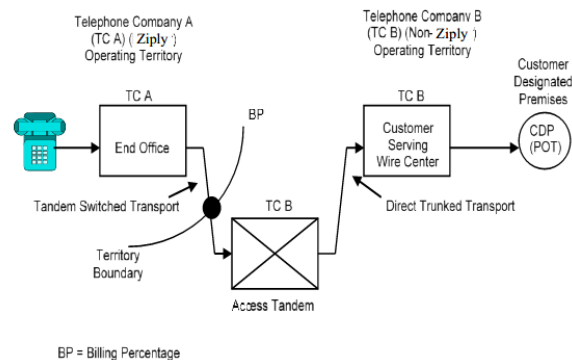 Telephone Company A
(TC A) (Ziply)
Operating Territory
Telephone Company B
(TC B) (Non-Ziply)
Operating Territory
Customer
Designated
Premises
TC A
End Office
BP
TC B
Customer
Serving
Wire Center
CDP
(POT)
Tandem Switched Transport
TC B
Direct Trunked Transport
Territory
Boundary
Access Tandem
BP = Billing Percentage